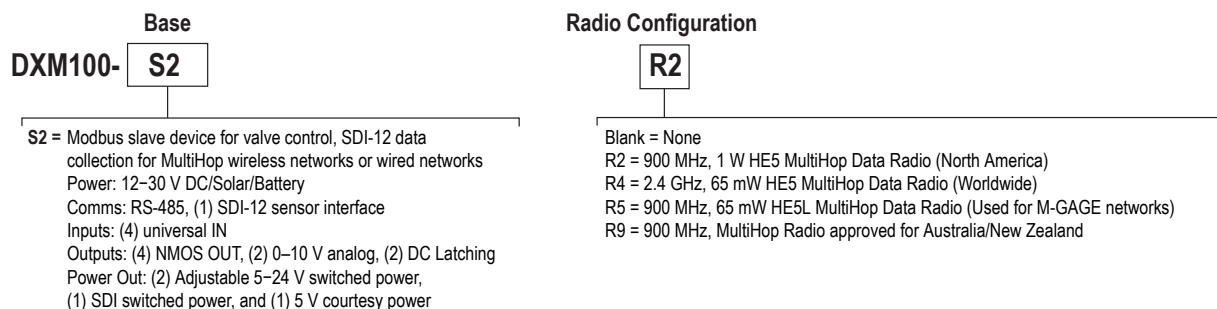 Base
DXM100- S2
S2 = Modbus slave device for valve control, SDI-12 data
collection for MultiHop wireless networks or wired networks
Power: 12−30 V DC/Solar/Battery
Comms: RS-485, (1) SDI-12 sensor interface
Inputs: (4) universal IN
Outputs: (4) NMOS OUT, (2) 0–10 V analog, (2) DC Latching
Power Out: (2) Adjustable 5−24 V switched power,
(1) SDI switched power, and (1) 5 V courtesy power
Radio Configuration
R2
Blank = None
R2 = 900 MHz, 1 W HE5 MultiHop Data Radio (North America)
R4 = 2.4 GHz, 65 mW HE5 MultiHop Data Radio (Worldwide)
R5 = 900 MHz, 65 mW HE5L MultiHop Data Radio (Used for M-GAGE networks)
R9 = 900 MHz, MultiHop Radio approved for Australia/New Zealand